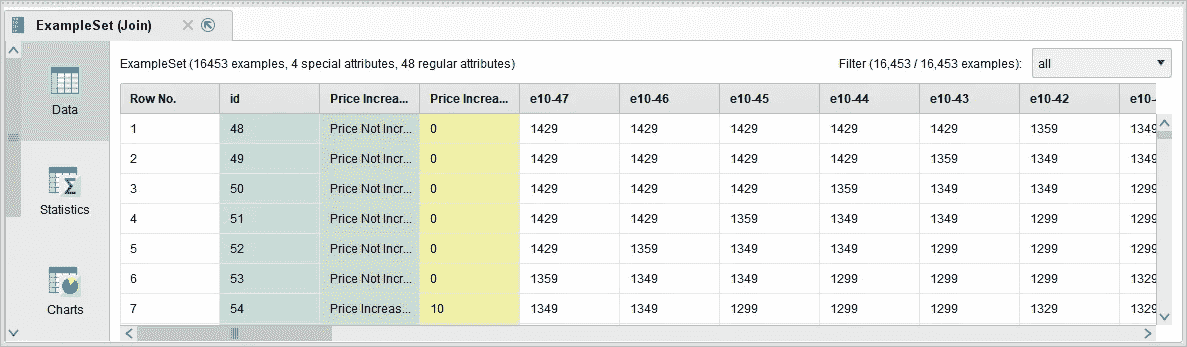 ExampleSet (Join)
ExampleSet (16453 examples, 4 special attributes, 48 regular attributes)
Filter (16,453 / 16,453 examples): all
Data
Statistics
Charts
Row No. id Price Increa... Price Increa... e10-47 e10-46 e10-45 e10-44 e10-43 e10-42 e10-4
1 48 Price Not Incr... 0 1429 1429 1429 1429 1429 1359 1349
2 49 Price Not Incr... 0 1429 1429 1429 1429 1359 1349 1349
3 50 Price Not Incr... 0 1429 1429 1429 1359 1349 1349 1299
4 51 Price Not Incr... 0 1429 1429 1359 1349 1349 1299 1299
5 52 Price Not Incr... 0 1429 1359 1349 1349 1299 1299 1299
6 53 Price Not Incr... 0 1359 1349 1349 1299 1299 1299 1329
7 54 Price Increas... 10 1349 1349 1299 1299 1299 1329 1329